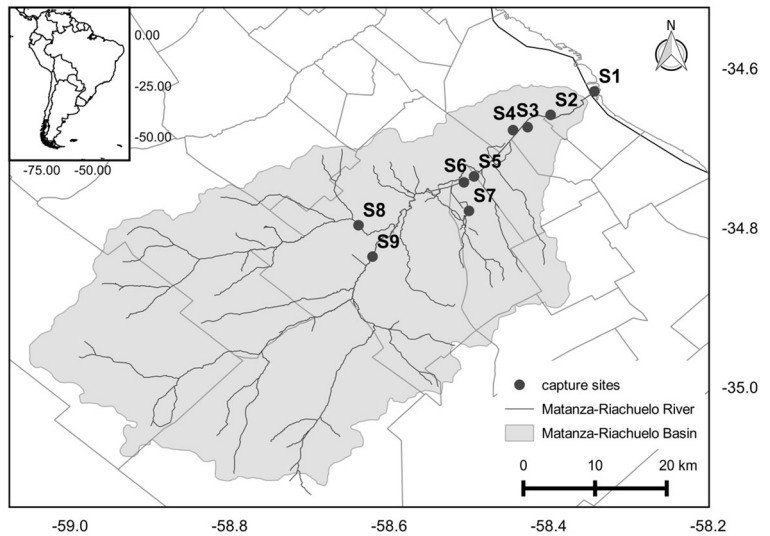 0.00
-25.00
-50.00
-75.00 -50.00
N
-34.6
-34.8
-35.0
S1
S2
S4 S3
S6 S5
S7
S8
S9
capture sites
Matanza-Riachuelo River
Matanza-Riachuelo Basin
0 10 20 km
-59.0 -58.8 -58.6 -58.4 -58.2